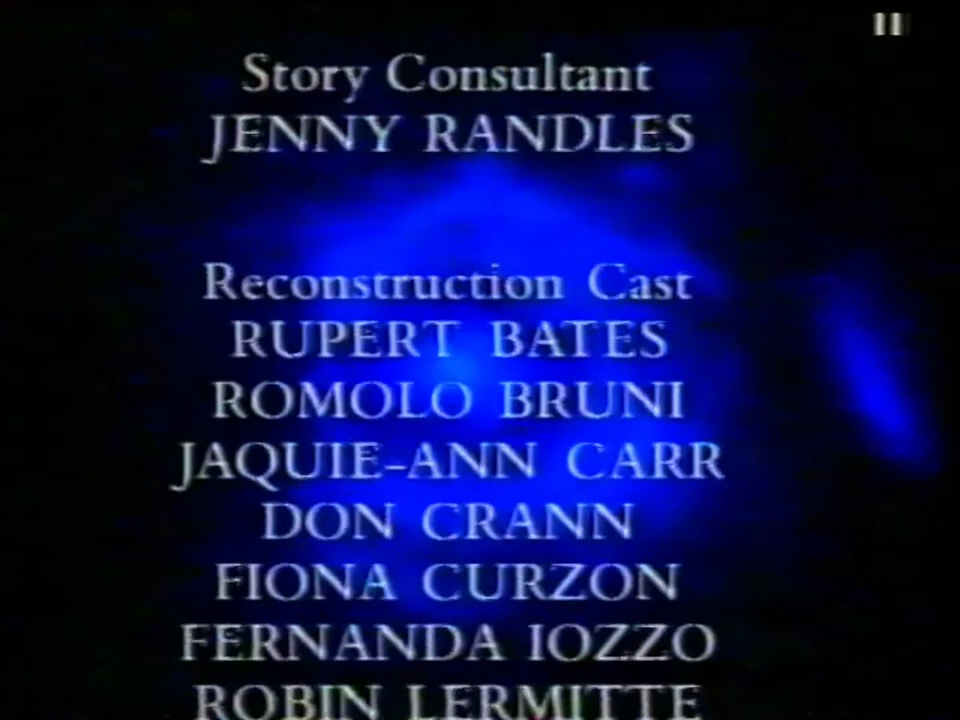 Story Consultant
JENNY RANDLES
Reconstruction Cast
RUPERT BATES
ROMOLO BRUNI
JAQUIE-ANN CARR
DON CRANN
FIONA CURZON
FERNANDA IOZZO
ROBIN LERMITTE